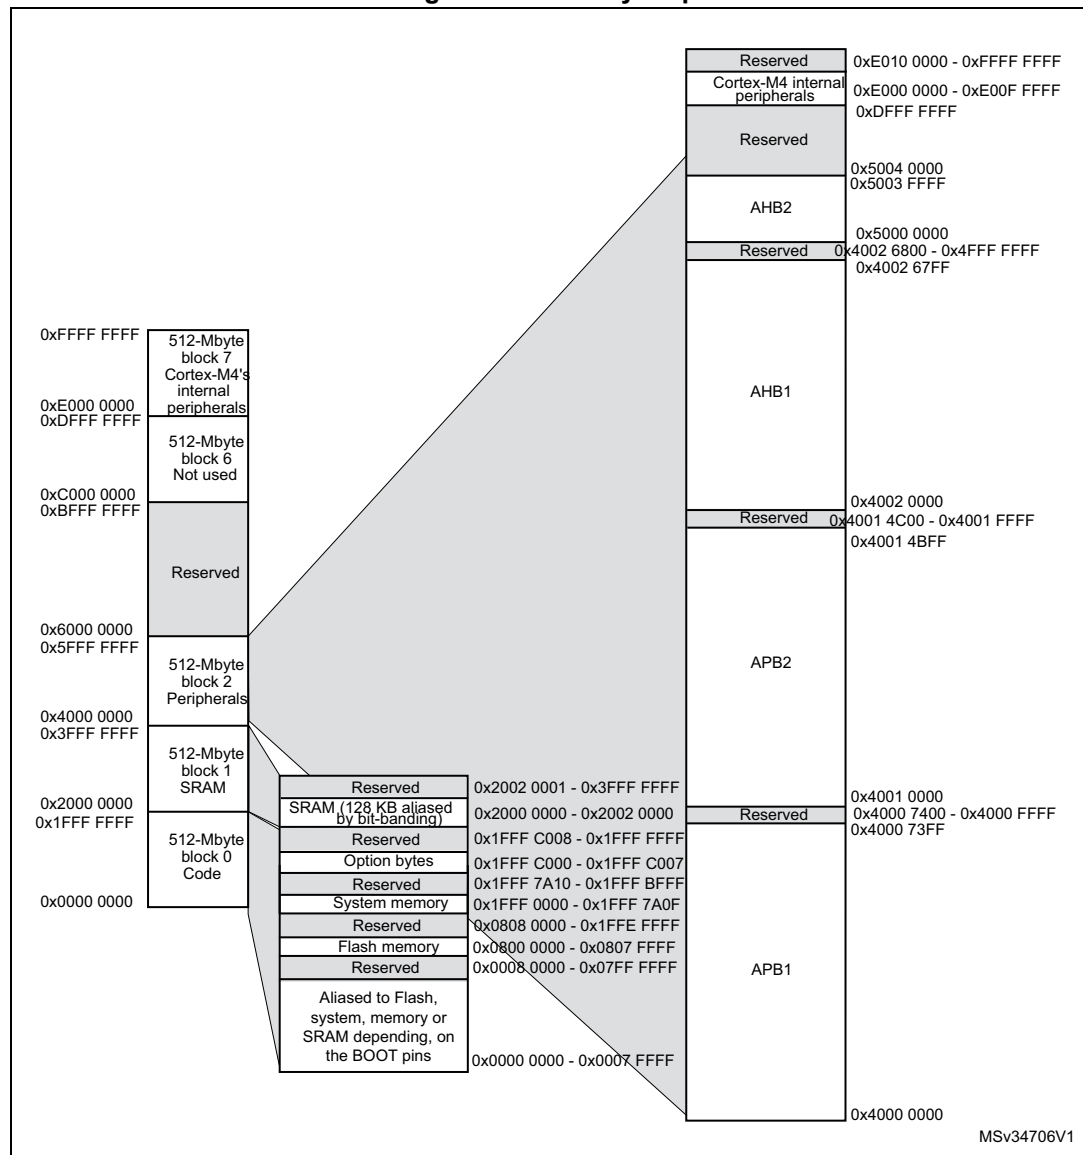 0xFFFF FFFF
512-Mbyte
block 7
Cortex-M4's
internal
peripherals
0xE000 0000
0xDFFF FFFF
512-Mbyte
block 6
Not used
0xC000 0000
0xBFFF FFFF
Reserved
0x6000 0000
0x5FFF FFFF
512-Mbyte
block 2
Peripherals
0x4000 0000
0x3FFF FFFF
512-Mbyte
block 1
SRAM
0x2000 0000
0x1FFF FFFF
512-Mbyte
block 0
Code
0x0000 0000
Reserved 0x2002 0001 - 0x3FFF FFFF
SRAM (128 KB aliased
by bit-banding) 0x2000 0000 - 0x2002 0000
Reserved 0x1FFF C008 - 0x1FFF FFFF
Option bytes 0x1FFF C000 - 0x1FFF C007
Reserved 0x1FFF 7A10 - 0x1FFF BFFF
System memory 0x1FFF 0000 - 0x1FFF 7A0F
Reserved 0x0808 0000 - 0x1FFE FFFF
Flash memory 0x0800 0000 - 0x0807 FFFF
Reserved 0x0008 0000 - 0x07FF FFFF
Aliased to Flash,
system, memory or
SRAM depending, on
the BOOT pins
0x0000 0000 - 0x0007 FFFF
Reserved 0xE010 0000 - 0xFFFF FFFF
Cortex-M4 internal
peripherals 0xE000 0000 - 0xE00F FFFF
0xDFFF FFFF
Reserved
0x5004 0000
0x5003 FFFF
AHB2
0x5000 0000
Reserved 0x4002 6800 - 0x4FFF FFFF
0x4002 67FF
AHB1
0x4002 0000
Reserved 0x4001 4C00 - 0x4001 FFFF
0x4001 4BFF
APB2
0x4001 0000
Reserved 0x4000 7400 - 0x4000 FFFF
0x4000 73FF
APB1
0x4000 0000
MSv34706V1